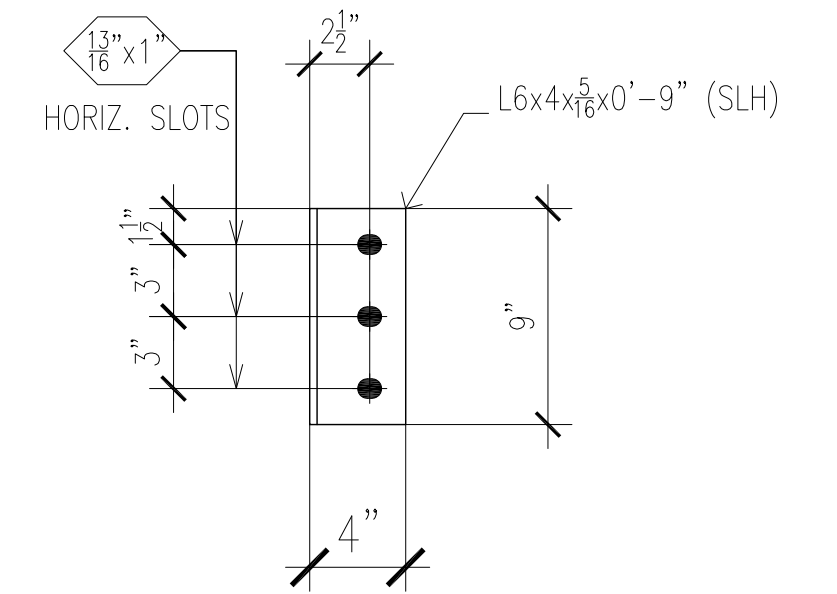 2 1/2"
13/16"x1"
HORIZ. SLOTS
L6x4x5/16x0'-9" (SLH)
1 1/2"
3"
3"
9"
4"